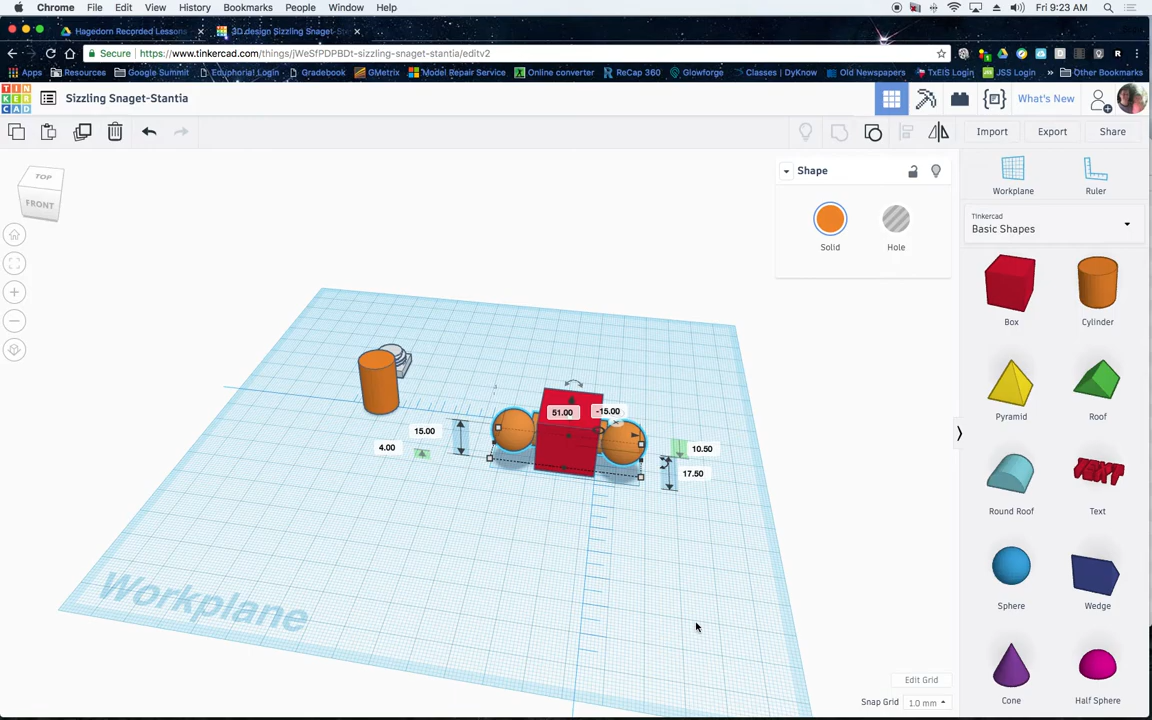 Chrome File Edit View History Bookmarks People Window Help Fri 9:23 AM
Hagedorn Recprded Lessons 3D design Sizzling Snaget-St
Secure https://www.tinkercad.com/things/jWeSfPDPBDt-sizzling-snaget-stantia/editv2
Apps Resources Google Summit Euphoria! Login Gradebook GMetrix Model Repair Service Online converter ReCap 360 Glowforge Classes | DyKnow Old Newspapers TxEIS Login JSS Login » Other Bookmarks
TIN KER CAD Sizzling Snaget-Stantia What's New
Import Export Share
TOP
FRONT
Shape
Solid Hole
Workplane Ruler
Tinkercad
Basic Shapes
Box Cylinder
Pyramid Roof
Round Roof Text
Sphere Wedge
Cone Half Sphere
51.00 -15.00
15.00
4.00
10.50
17.50
Workplane
Edit Grid
Snap Grid 1.0 mm